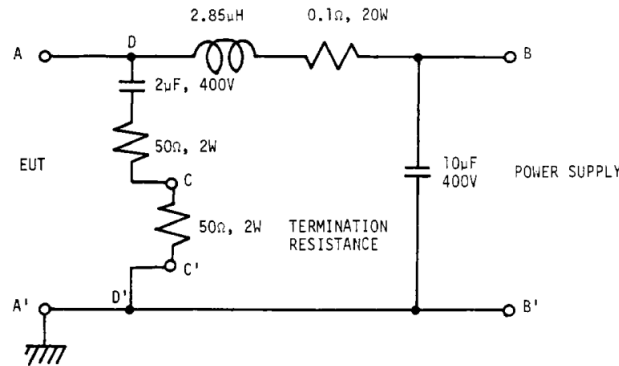 2.85μH
0.1Ω, 20W
A
D
B
2μF, 400V
50Ω, 2W
EUT
C
10μF
400V
POWER SUPPLY
50Ω, 2W
TERMINATION
RESISTANCE
C'
A'
D'
B'